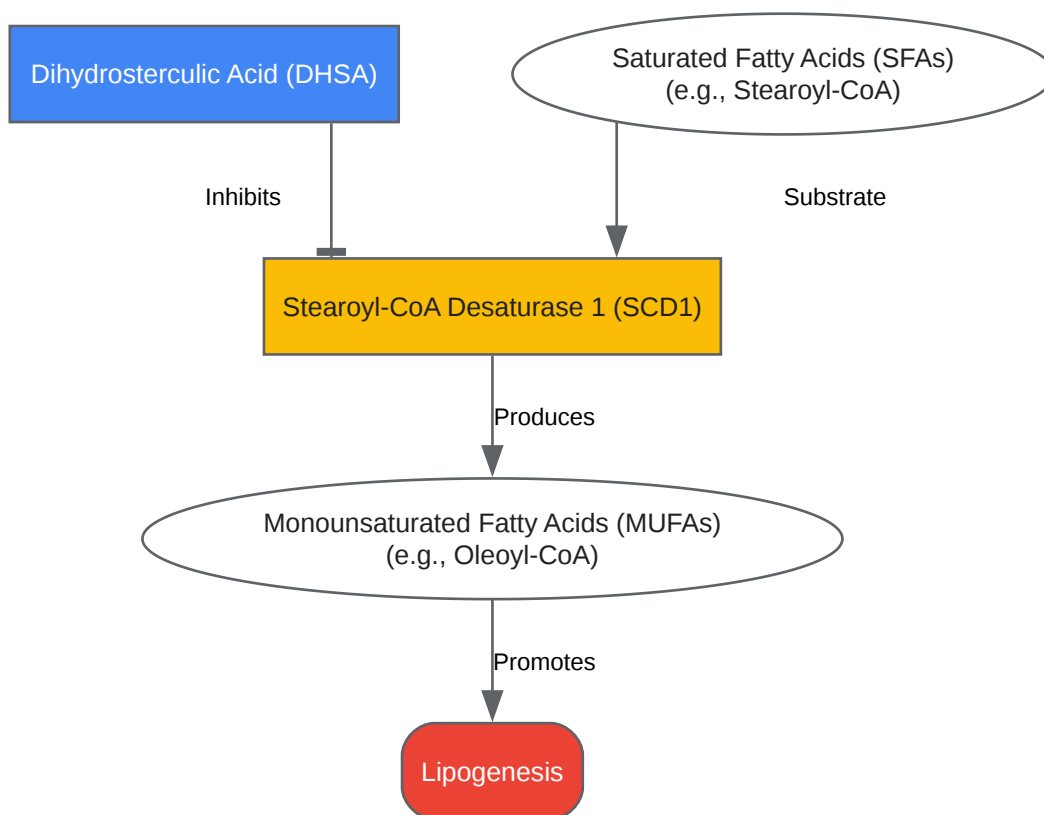 Dihydrosterculic Acid (DHSA)
Saturated Fatty Acids (SFAs)
(e.g., Stearoyl-CoA)
Inhibits
Substrate
Stearoyl-CoA Desaturase 1 (SCD1)
Produces
Monounsaturated Fatty Acids (MUFAs)
(e.g., Oleoyl-CoA)
Promotes
Lipogenesis